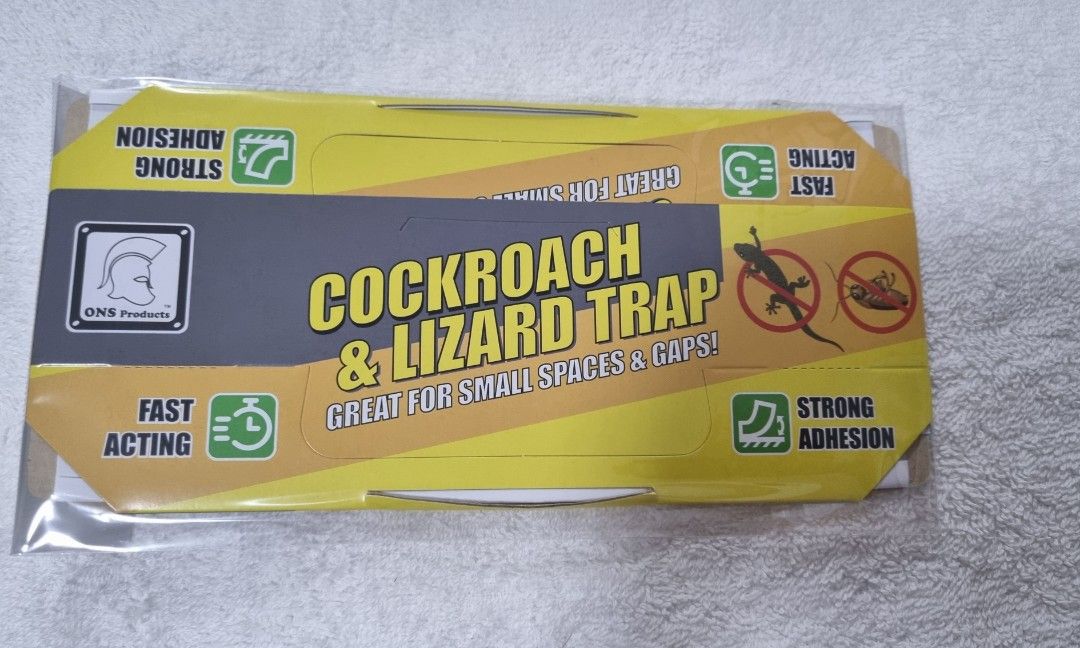 STRONG
ADHESION
FAST
ACTING
GREAT FOR SMALL
ONS Products™
COCKROACH
& LIZARD TRAP
GREAT FOR SMALL SPACES & GAPS!
FAST
ACTING
STRONG
ADHESION